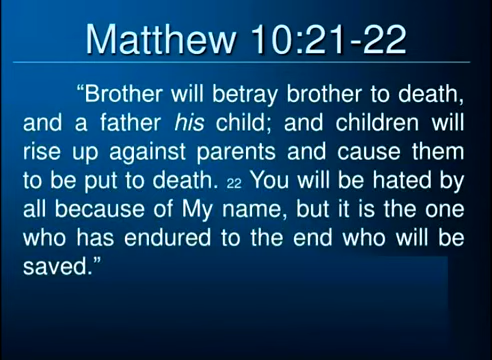 Matthew 10:21-22
“Brother will betray brother to death,
and a father his child; and children will
rise up against parents and cause them
to be put to death. 22 You will be hated by
all because of My name, but it is the one
who has endured to the end who will be
saved.”